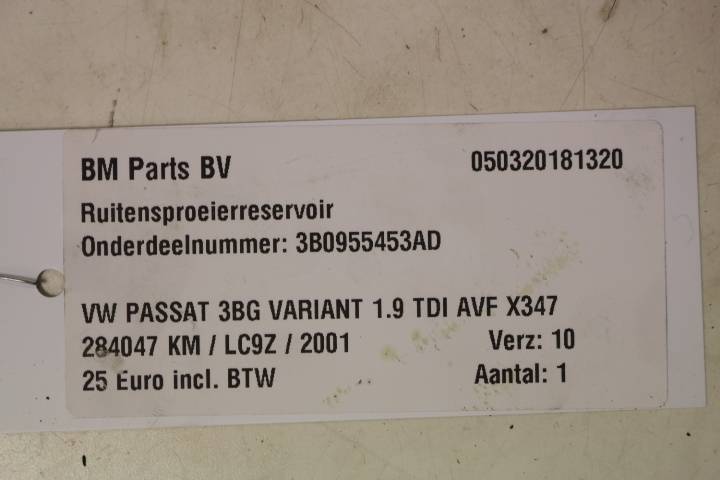 BM Parts BV 050320181320
Ruitensproeierreservoir
Onderdeelnummer: 3B0955453AD
VW PASSAT 3BG VARIANT 1.9 TDI AVF X347
284047 KM / LC9Z / 2001 Verz: 10
25 Euro incl. BTW Aantal: 1